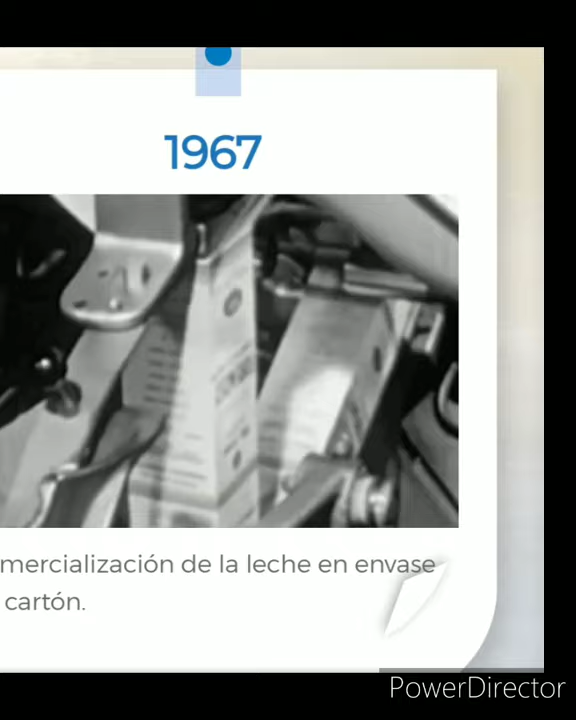 1967
mercialización de la leche en envase
cartón.
PowerDirector